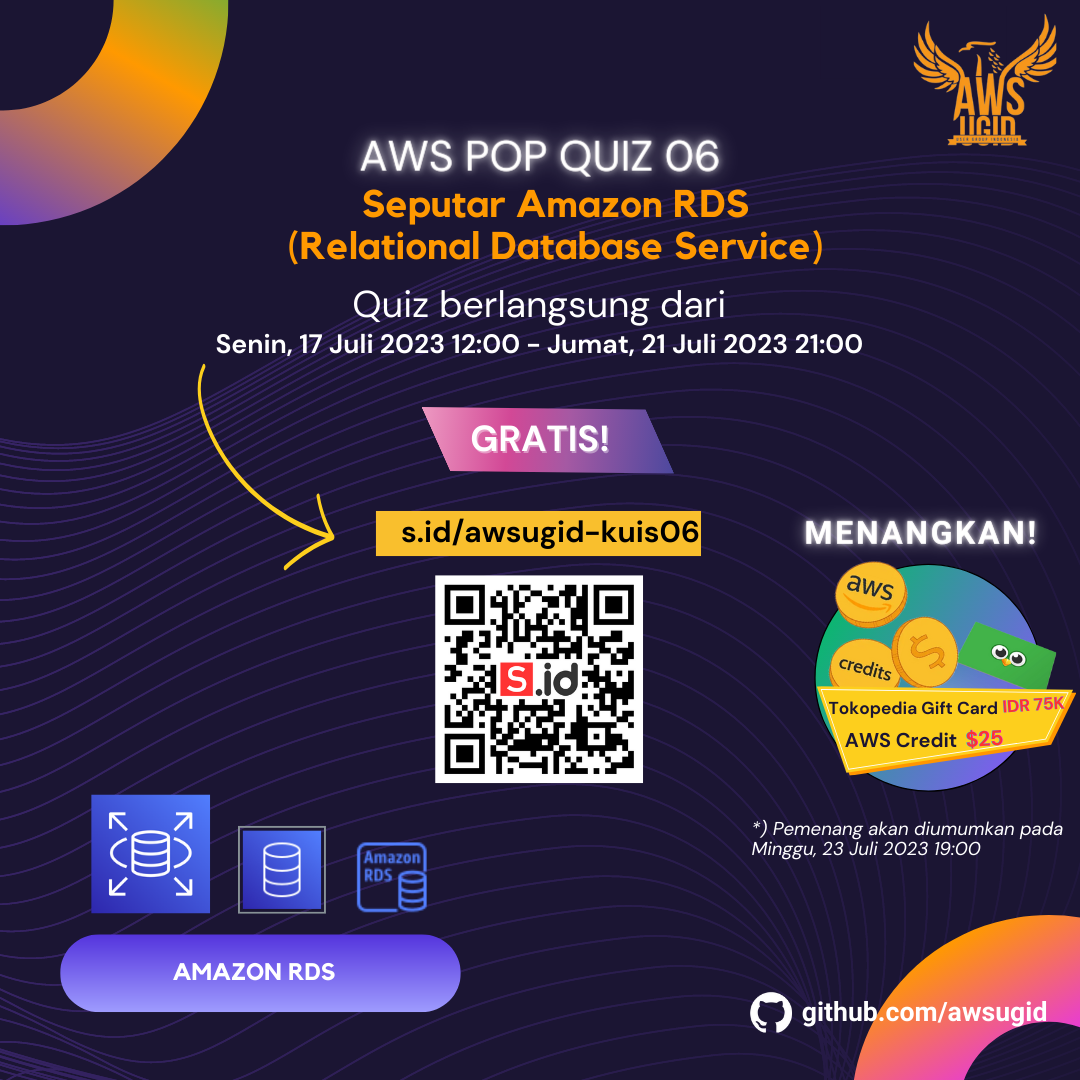 AWS
UGID
USER GROUP INDONESIA
AWS POP QUIZ 06
Seputar Amazon RDS
(Relational Database Service)
Quiz berlangsung dari
Senin, 17 Juli 2023 12:00 - Jumat, 21 Juli 2023 21:00
GRATIS!
s.id/awsugid-kuis06
S.id
MENANGKAN!
aws
$
credits
Tokopedia Gift Card IDR 75K
AWS Credit $25
*) Pemenang akan diumumkan pada
Minggu, 23 Juli 2023 19:00
Amazon
RDS
AMAZON RDS
github.com/awsugid